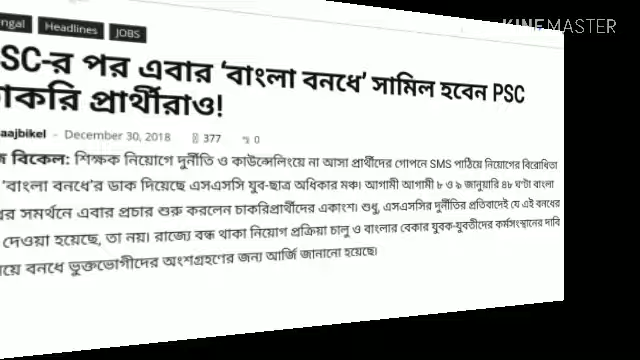 KINEMASTER
ngal Headlines JOBS
SC-র পর এবার ‘বাংলা বনধে’ সামিল হবেন PSC
াকরি প্রার্থীরাও!
aajbikel - December 30, 2018 377 0
বিকেল: শিক্ষক নিয়োগে দুর্নীতি ও কাউন্সেলিংয়ে না আসা প্রার্থীদের গোপনে SMS পাঠিয়ে নিয়োগের বিরোধিতা
‘বাংলা বনধে’র ডাক দিয়েছে এসএসসি যুব-ছাত্র অধিকার মঞ্চ। আগামী আগামী ৮ ও ৯ জানুয়ারি ৪৮ ঘণ্টা বাংলা
র সমর্থনে এবার প্রচার শুরু করলেন চাকরিপ্রার্থীদের একাংশ। শুধু, এসএসসির দুর্নীতির প্রতিবাদেই যে এই বনধের
দেওয়া হয়েছে, তা নয়। রাজ্যে বন্ধ থাকা নিয়োগ প্রক্রিয়া চালু ও বাংলার বেকার যুবক-যুবতীদের কর্মসংস্থানের দাবি
য়ে বনধে ভুক্তভোগীদের অংশগ্রহণের জন্য আর্জি জানানো হয়েছে।